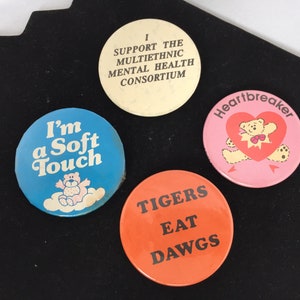 I
SUPPORT THE
MULTIETHNIC
MENTAL HEALTH
CONSORTIUM
Heartbreaker
I'm
a Soft
Touch
TIGERS
EAT
DAWGS